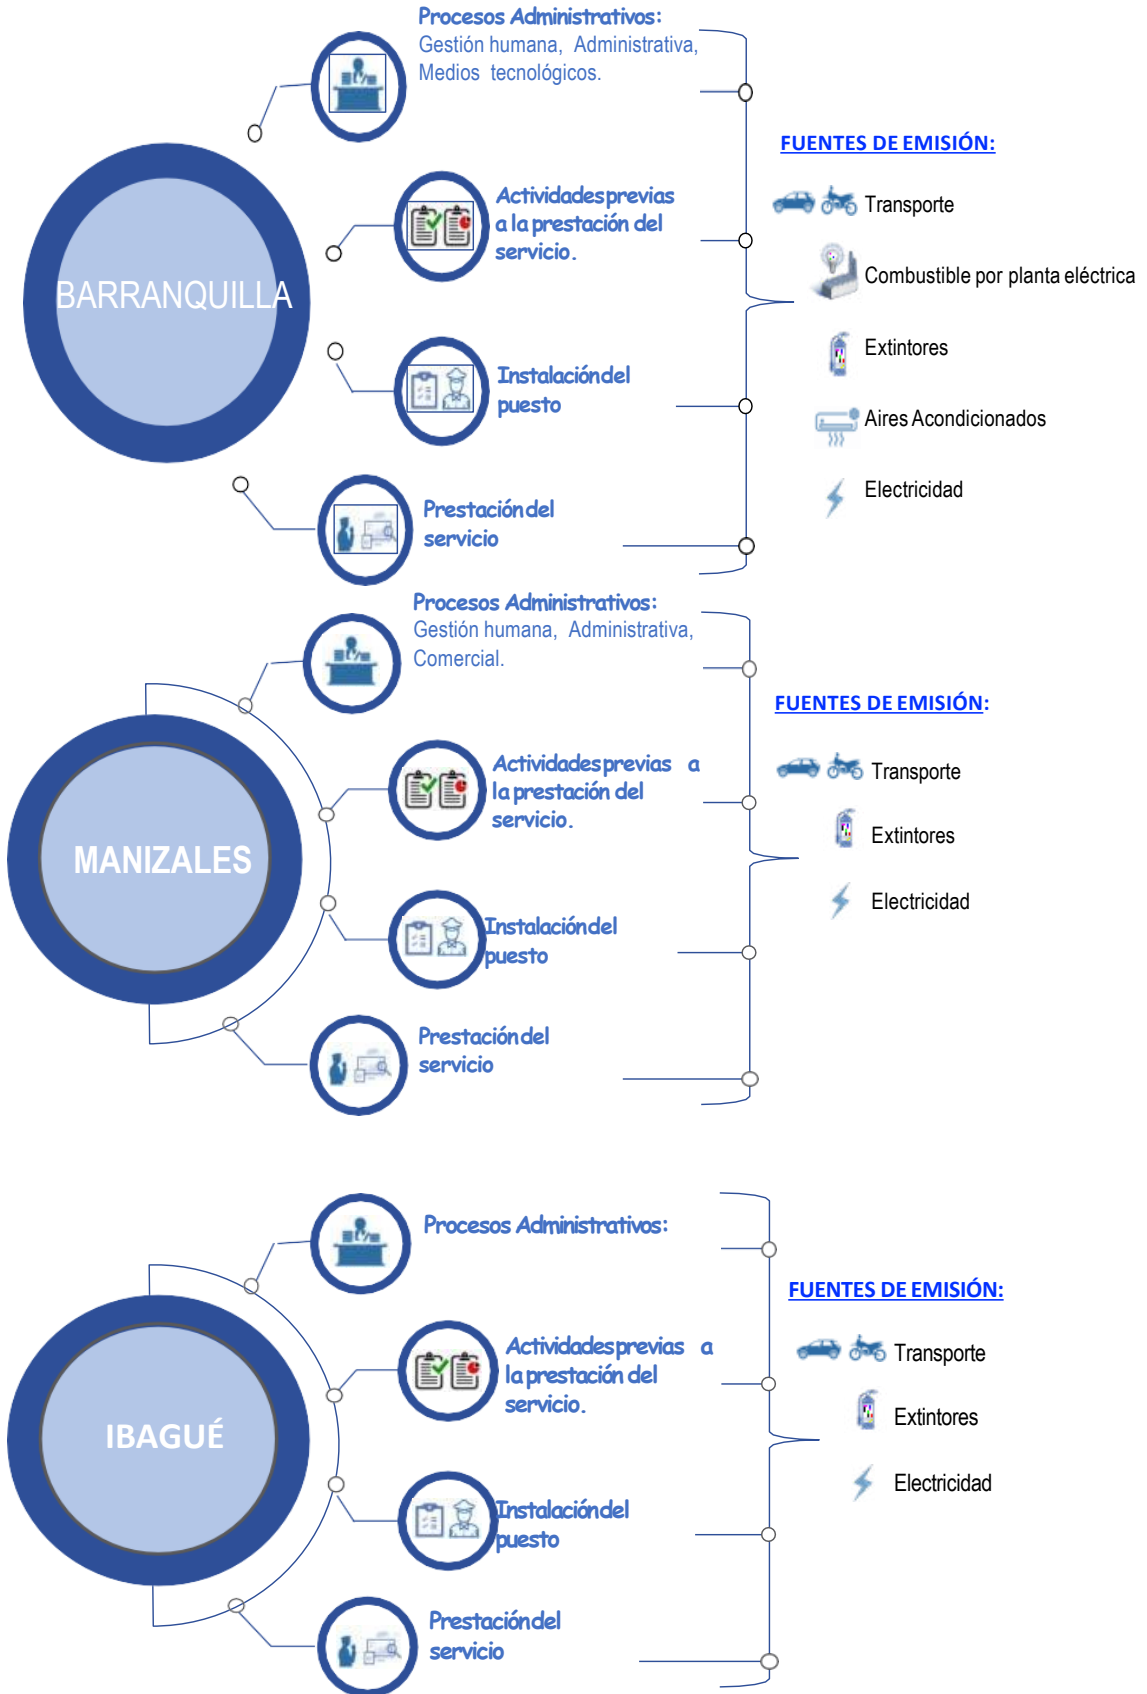 Procesos Administrativos:
Gestión humana, Administrativa,
Medios tecnológicos.
FUENTES DE EMISIÓN:
Transporte
Actividades previas
a la prestación del
servicio.
Combustible por planta eléctrica
BARRANQUILLA
Extintores
Instalación del
puesto
Aires Acondicionados
Electricidad
Prestación del
servicio
Procesos Administrativos:
Gestión humana, Administrativa,
Comercial.
FUENTES DE EMISIÓN:
Actividades previas a
la prestación del
servicio.
Transporte
Extintores
MANIZALES
Electricidad
Instalación del
puesto
Prestación del
servicio
Procesos Administrativos:
FUENTES DE EMISIÓN:
Actividades previas a
la prestación del
servicio.
Transporte
Extintores
IBAGUÉ
Electricidad
Instalación del
puesto
Prestación del
servicio